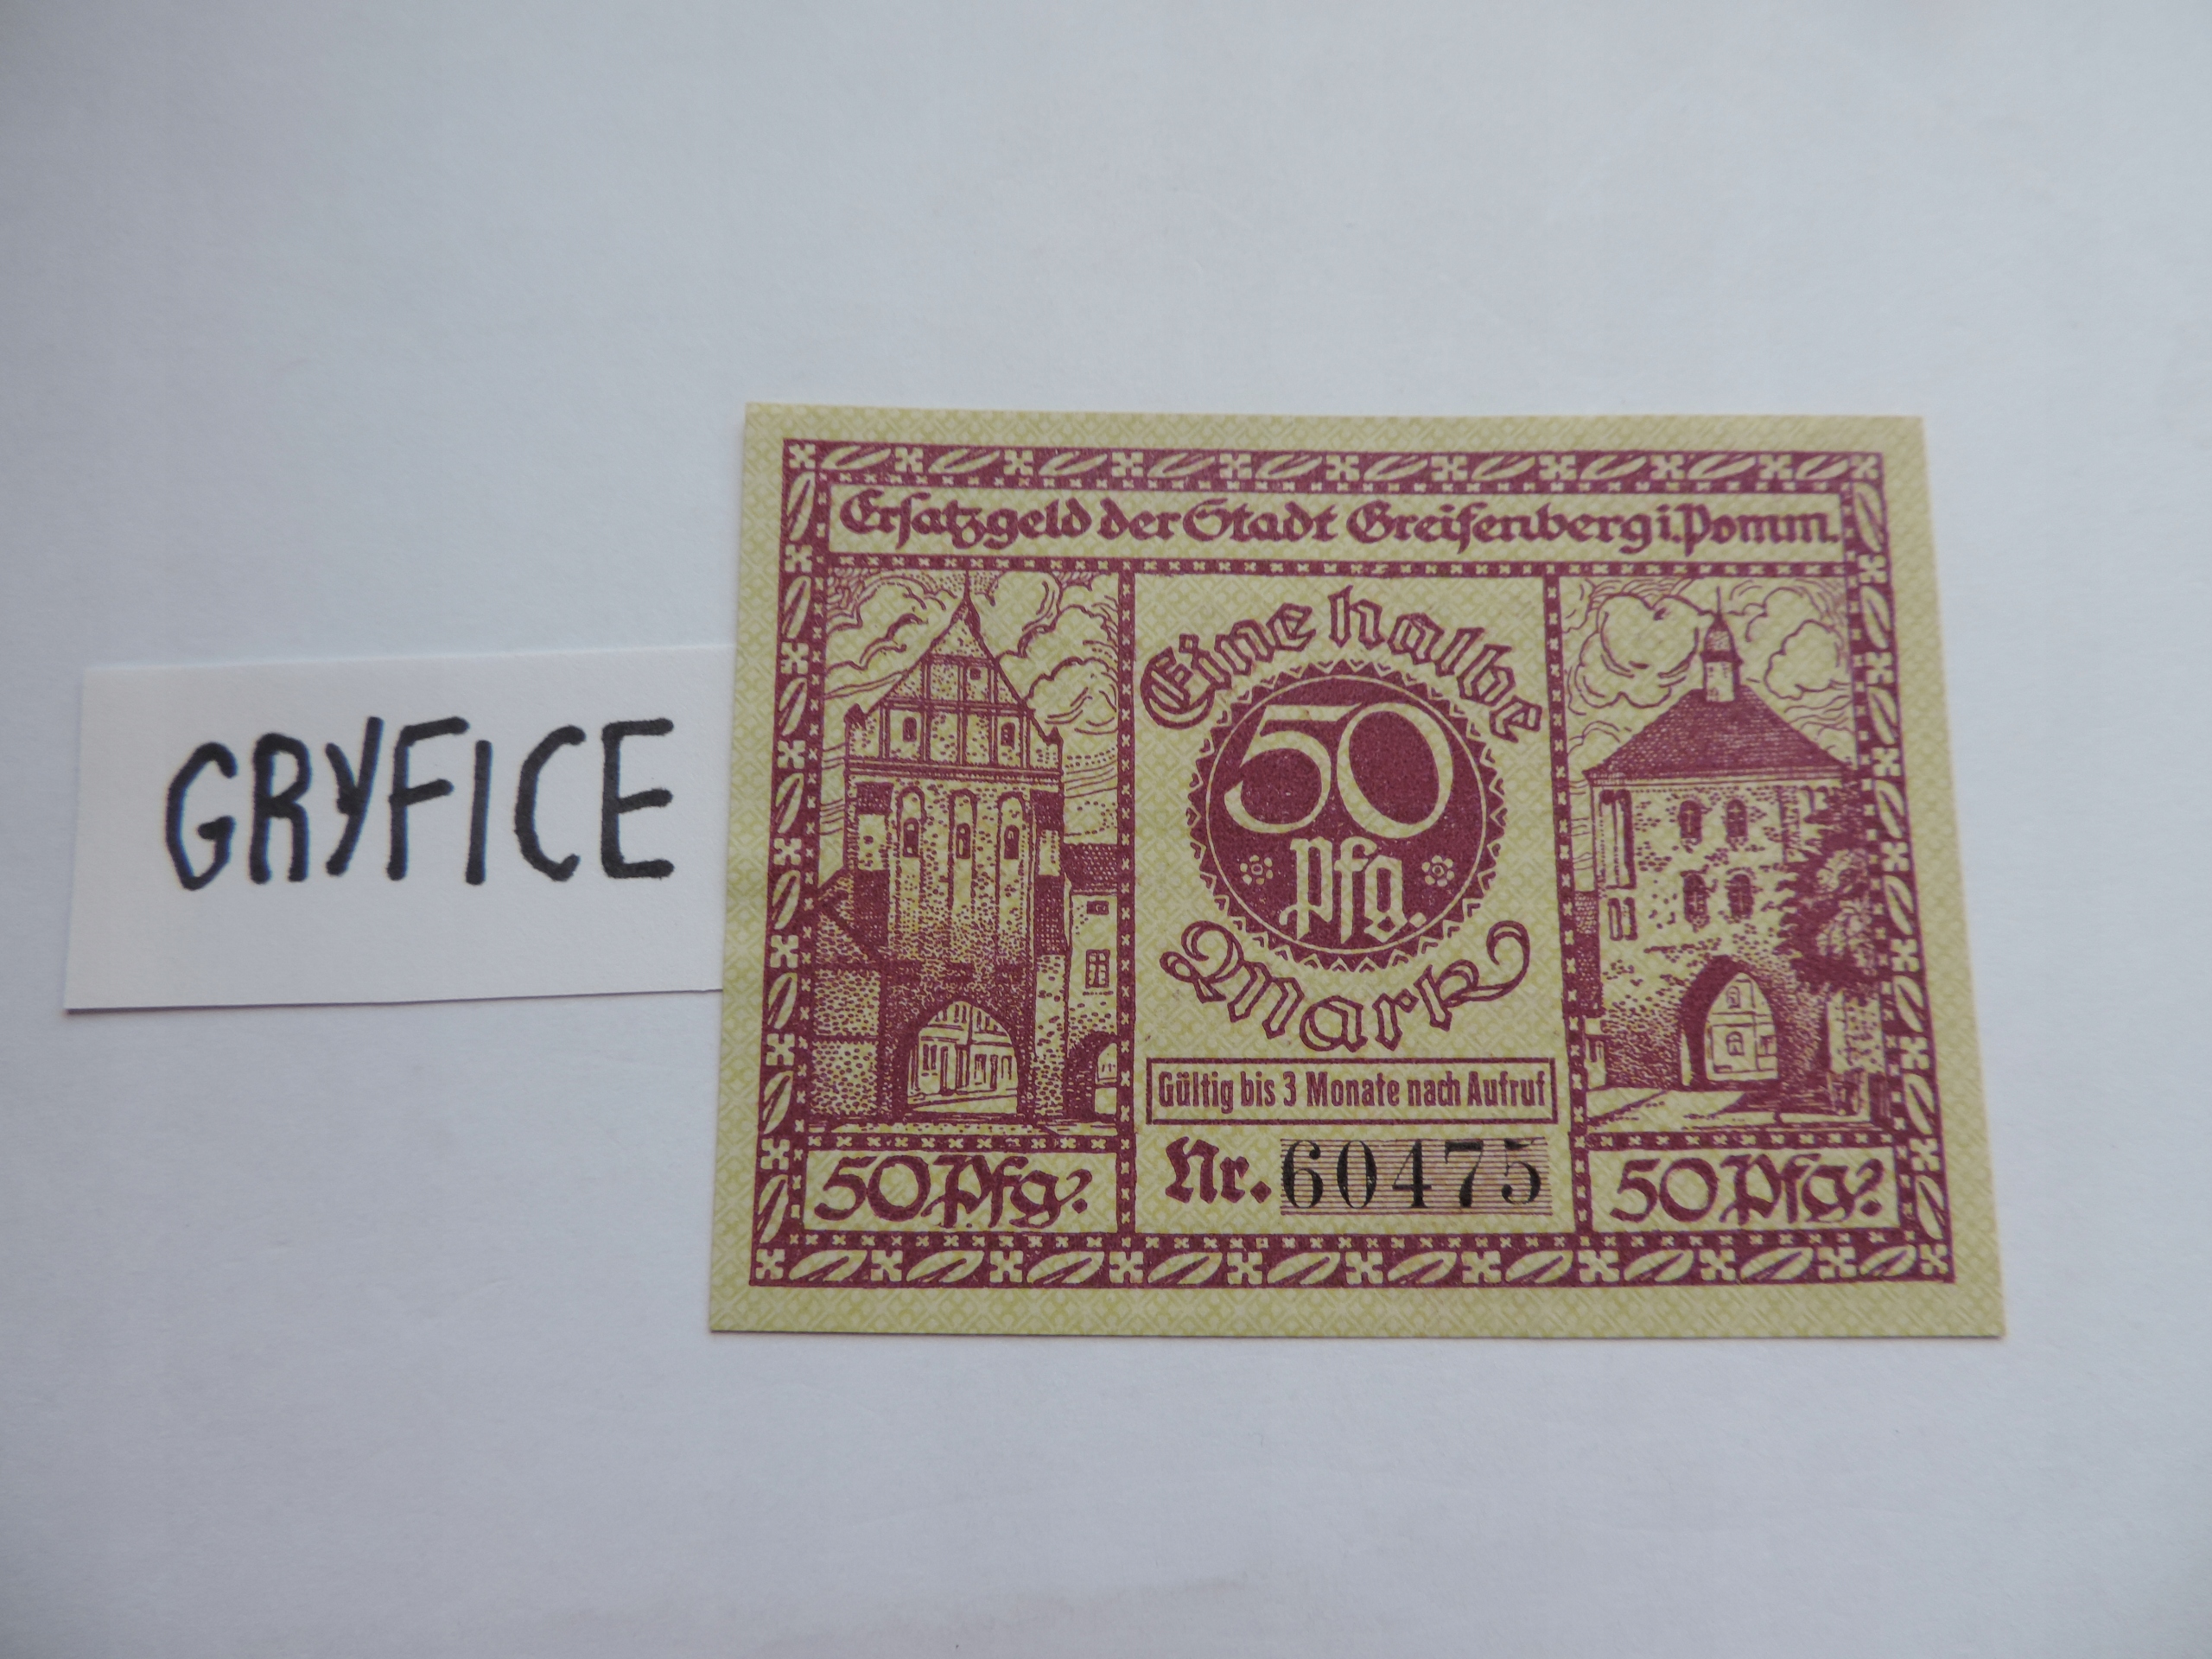 GRYFICE
Ersatzgeld der Stadt Greifenberg i. Pomm.
Eine halbe
50
Pfg.
Mark
Gültig bis 3 Monate nach Aufruf
Nr. 60475
50 Pfg.
50 Pfg.